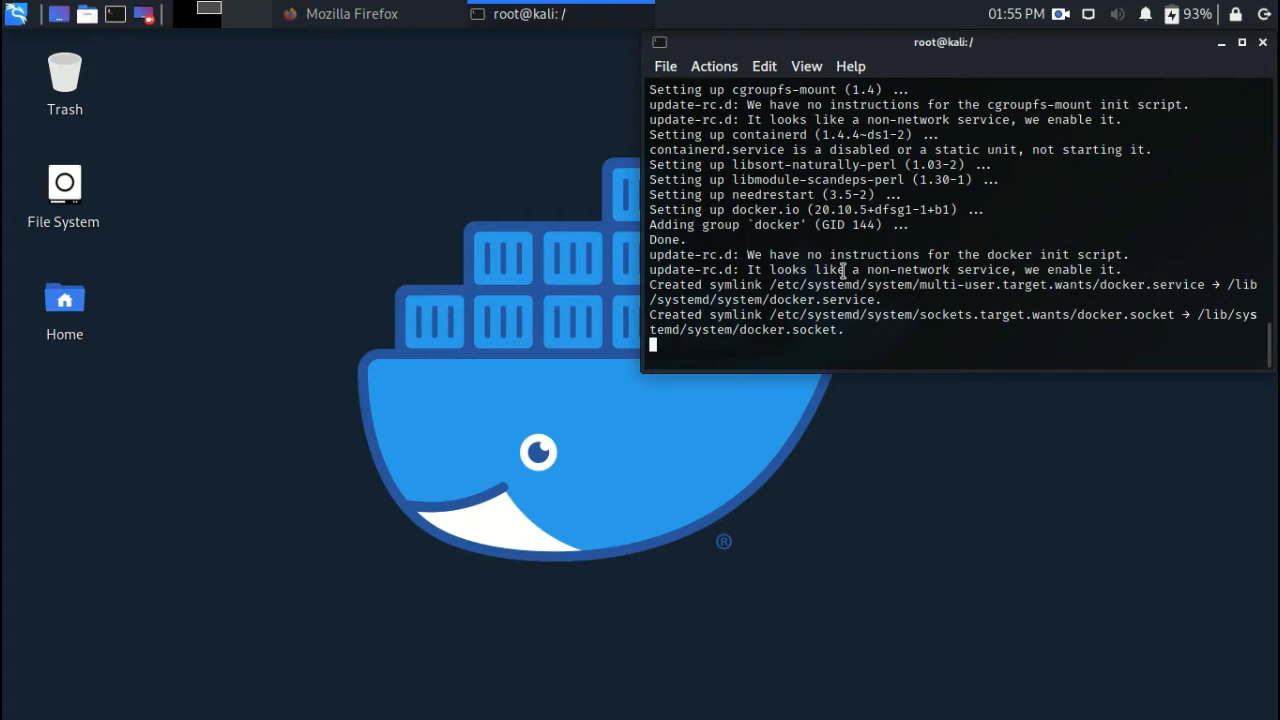 Mozilla Firefox
root@kali: /
01:55 PM
93%
Trash
File System
Home
root@kali:/
File Actions Edit View Help
Setting up cgroupfs-mount (1.4) ...
update-rc.d: We have no instructions for the cgroupfs-mount init script.
update-rc.d: It looks like a non-network service, we enable it.
Setting up containerd (1.4.4~ds1-2) ...
containerd.service is a disabled or a static unit, not starting it.
Setting up libsort-naturally-perl (1.03-2) ...
Setting up libmodule-scandeps-perl (1.30-1) ...
Setting up needrestart (3.5-2) ...
Setting up docker.io (20.10.5+dfsg1-1+b1) ...
Adding group `docker' (GID 144) ...
Done.
update-rc.d: We have no instructions for the docker init script.
update-rc.d: It looks like a non-network service, we enable it.
Created symlink /etc/systemd/system/multi-user.target.wants/docker.service → /lib
/systemd/system/docker.service.
Created symlink /etc/systemd/system/sockets.target.wants/docker.socket → /lib/sys
temd/system/docker.socket.
®